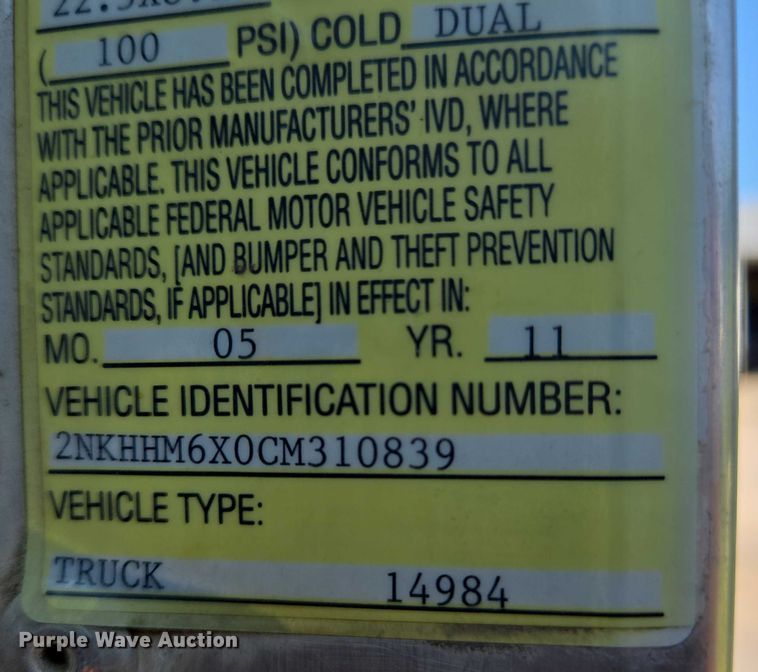 ( 100 PSI) COLD DUAL
THIS VEHICLE HAS BEEN COMPLETED IN ACCORDANCE
WITH THE PRIOR MANUFACTURERS' IVD, WHERE
APPLICABLE. THIS VEHICLE CONFORMS TO ALL
APPLICABLE FEDERAL MOTOR VEHICLE SAFETY
STANDARDS, [AND BUMPER AND THEFT PREVENTION
STANDARDS, IF APPLICABLE] IN EFFECT IN:
MO. 05 YR. 11
VEHICLE IDENTIFICATION NUMBER:
2NKHHM6X0CM310839
VEHICLE TYPE:
TRUCK 14984
Purple Wave Auction